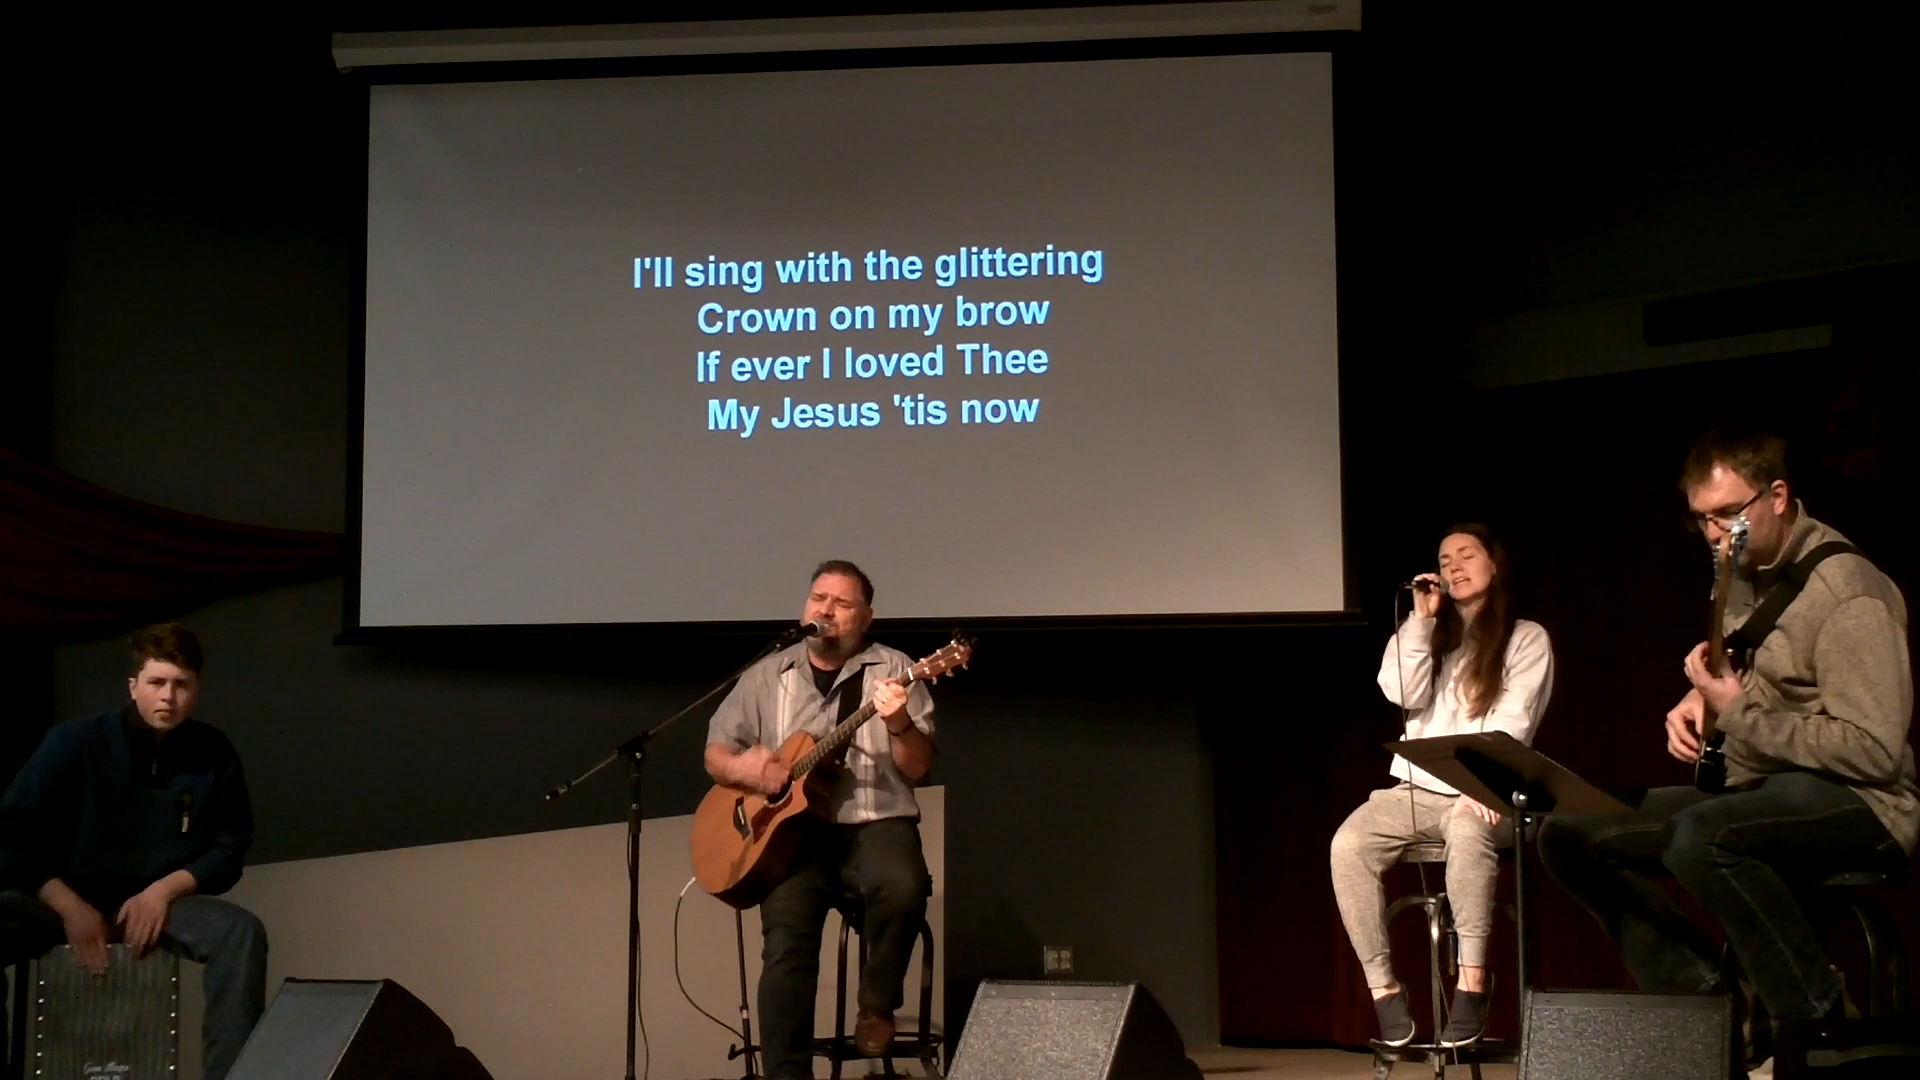 I'll sing with the glittering
Crown on my brow
If ever I loved Thee
My Jesus 'tis now